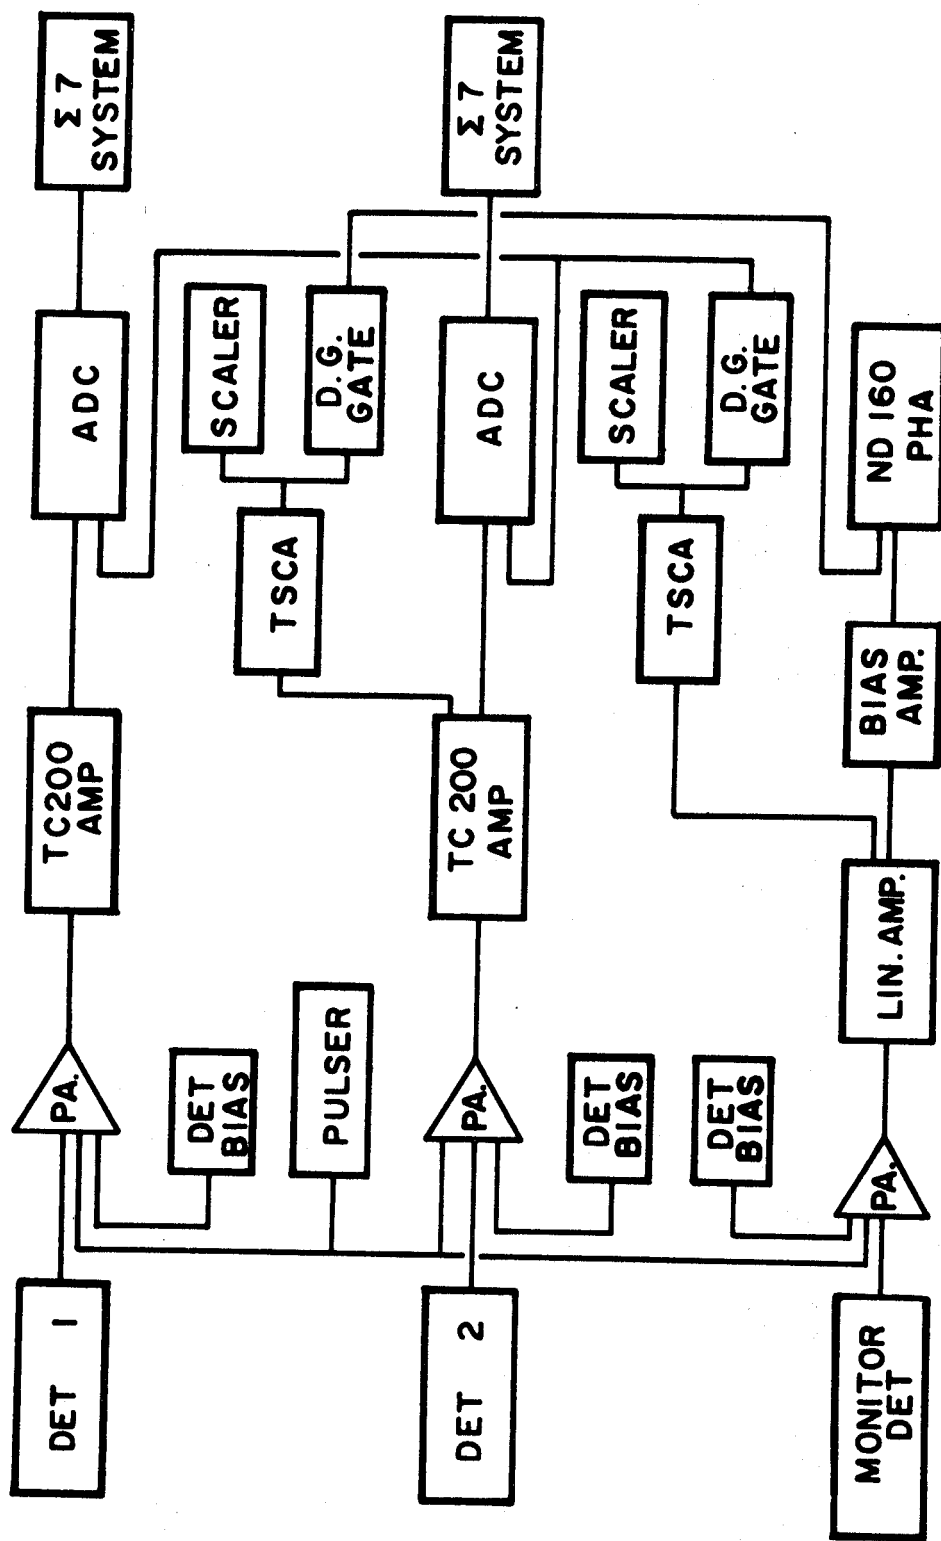 DET 1
PA.
TC200
AMP
ADC
Σ 7
SYSTEM
DET
BIAS
PULSER
TSCA
SCALER
D. G.
GATE
DET 2
PA.
TC 200
AMP
ADC
Σ 7
SYSTEM
DET
BIAS
DET
BIAS
TSCA
SCALER
D. G.
GATE
MONITOR
DET
PA.
LIN. AMP.
BIAS
AMP.
ND 160
PHA